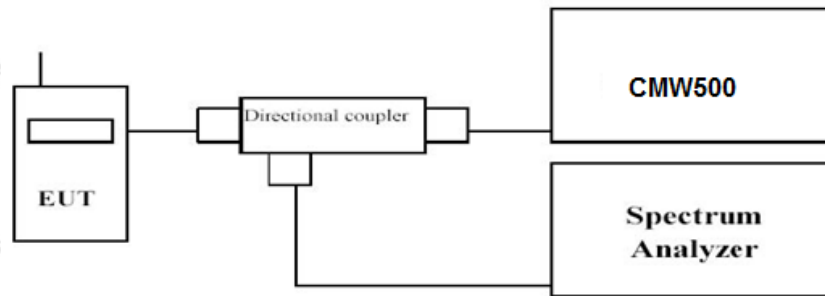 EUT
Directional coupler
CMW500
Spectrum
Analyzer